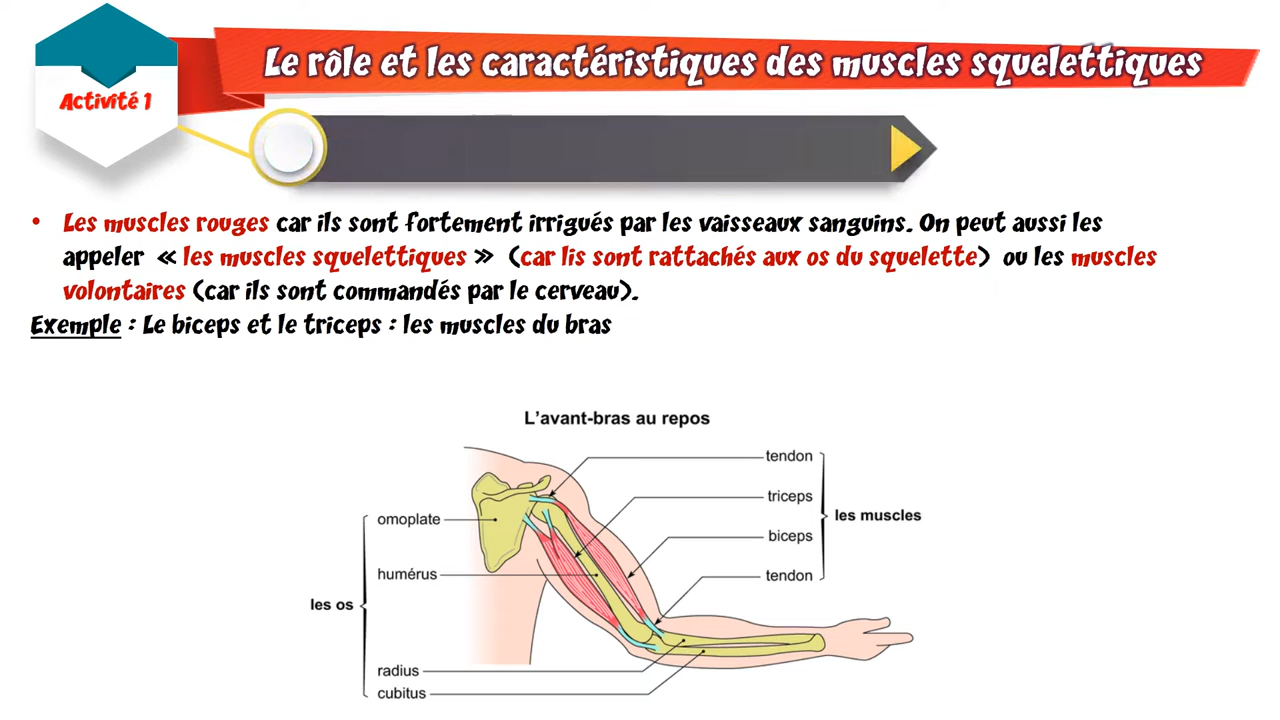 Le rôle et les caractéristiques des muscles squelettiques
Activité 1
• Les muscles rouges car ils sont fortement irrigués par les vaisseaux sanguins. On peut aussi les
appeler « les muscles squelettiques » (car lis sont rattachés aux os du squelette) ou les muscles
volontaires (car ils sont commandés par le cerveau).
Exemple : Le biceps et le triceps : les muscles du bras
L'avant-bras au repos
tendon
triceps
les muscles
omoplate
biceps
humérus
tendon
les os
radius
cubitus